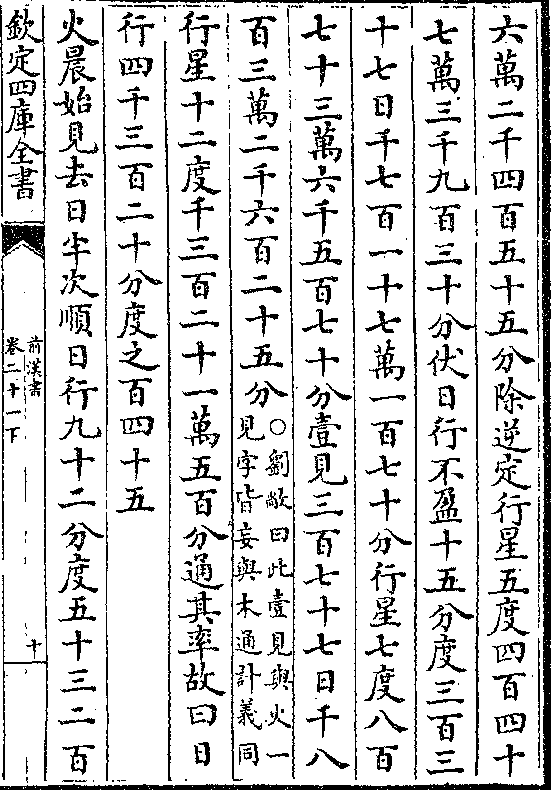 六萬二千四百五十五分除逆定行星五度四百四十
七萬三千九百三十分伏日行不盈十五分度三百三
十七日千七百一十七萬一百七十分行星七度八百
七十三萬六千五百七十分壹見三百七十七日千八
百三萬二千六百二十五分○劉敞曰此壹見與火一
見字皆妄與木通計義同
行星十二度千三百二十一萬五百分通其率故曰日
行四千三百二十分度之百四十五
火晨始見去日半次順日行九十二分度五十三二百
欽定四庫全書
前漢書
卷二十一下
十